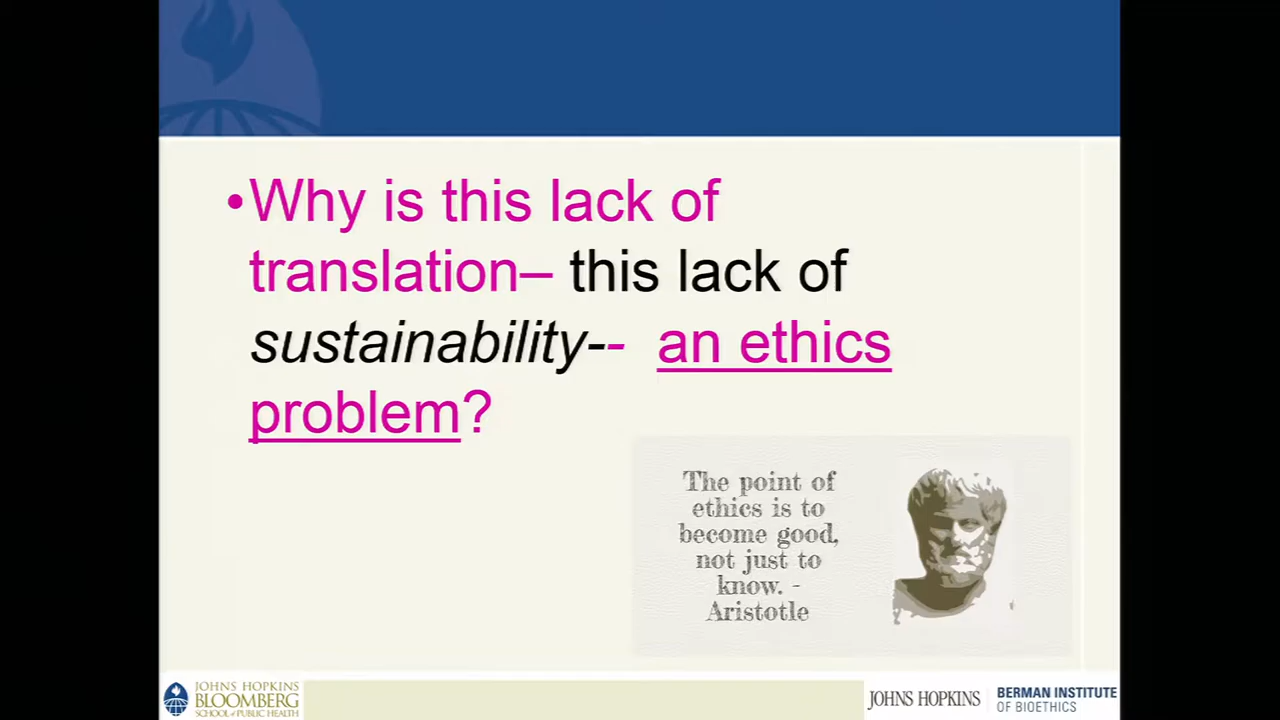 •Why is this lack of
translation– this lack of
sustainability-- an ethics
problem?
The point of
ethics is to
become good,
not just to
know. -
Aristotle
JOHNS HOPKINS
BLOOMBERG
SCHOOL of PUBLIC HEALTH
JOHNS HOPKINS
BERMAN INSTITUTE
OF BIOETHICS